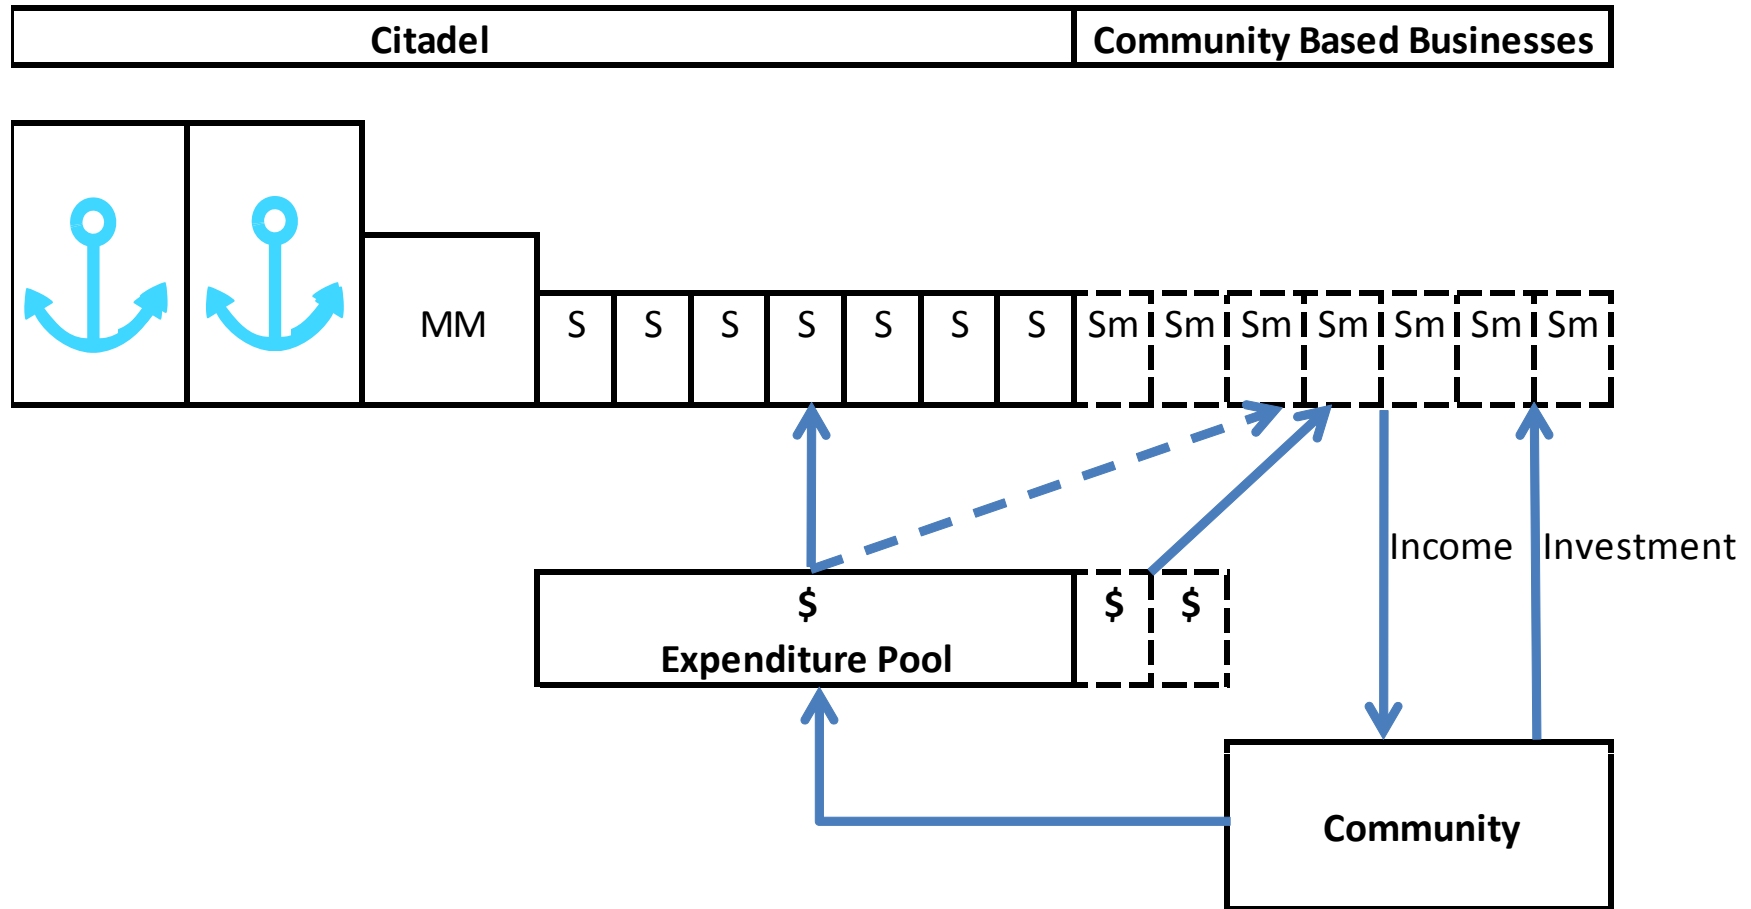 Citadel Community Based Businesses
MM S S S S S S S Sm Sm Sm Sm Sm Sm Sm
Income Investment
$ $ $
Expenditure Pool
Community